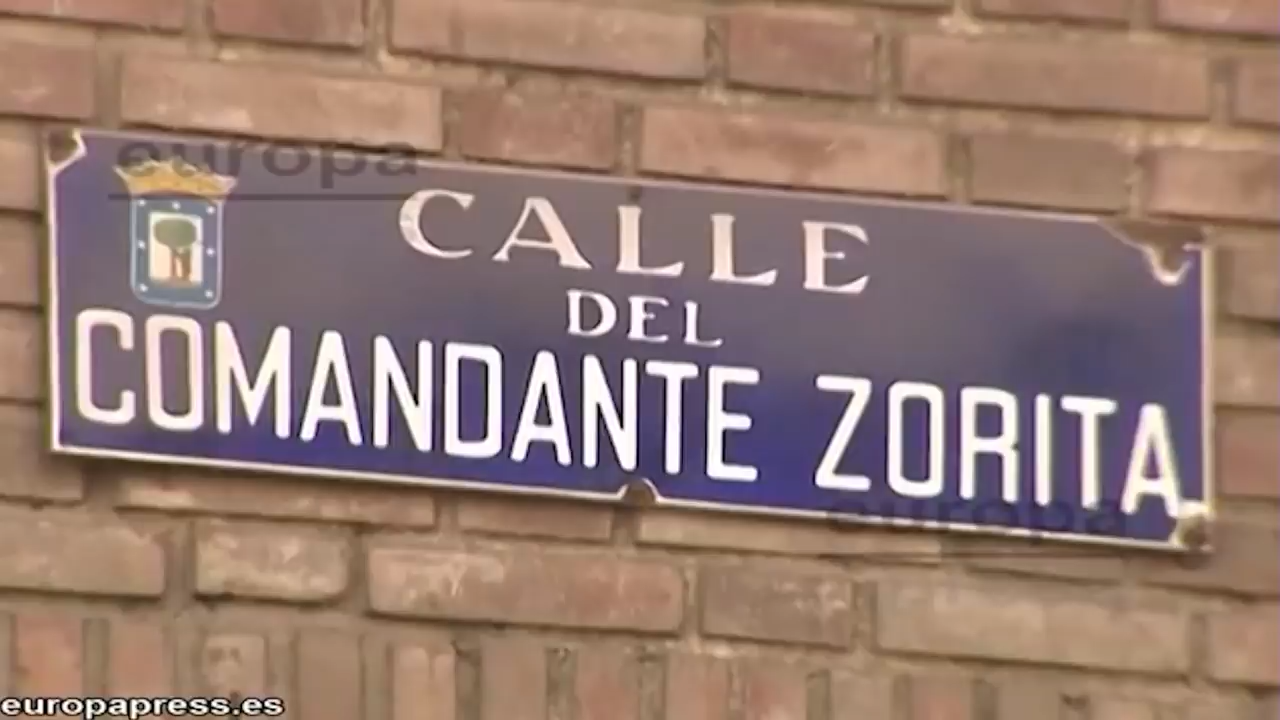 europa
CALLE
DEL
COMANDANTE ZORITA
europa
europapress.es